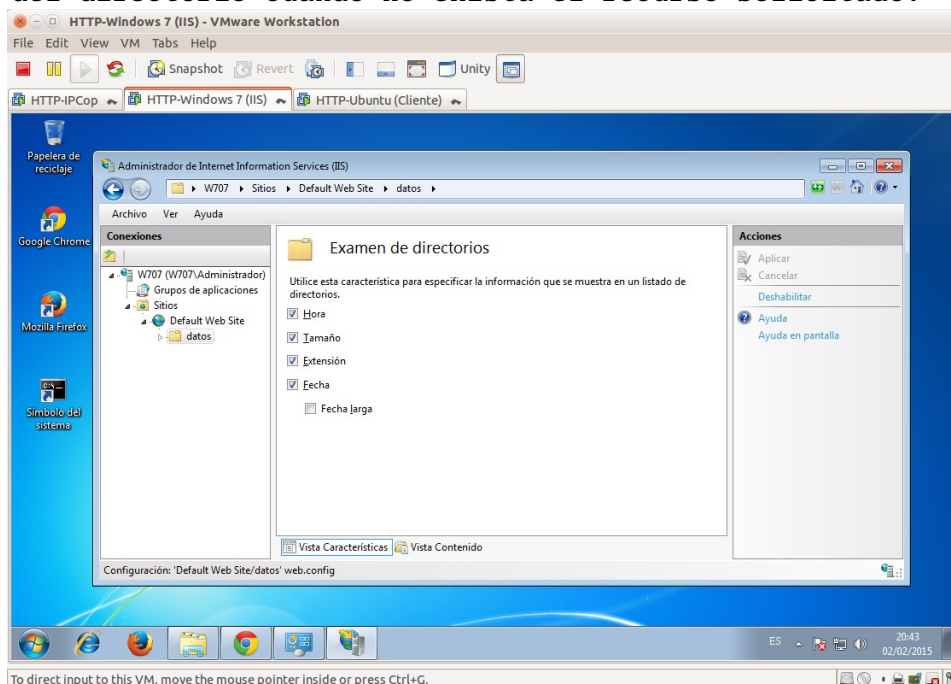 del directorio cuando no exista el recurso solicitado.
HTTP-Windows 7 (IIS) - VMware Workstation
File Edit View VM Tabs Help
Snapshot Revert Unity
HTTP-IPCop HTTP-Windows 7 (IIS) HTTP-Ubuntu (Cliente)
Papelera de
reciclaje
Google Chrome
Mozilla Firefox
Símbolo del
sistema
Administrador de Internet Information Services (IIS)
W707 Sitios Default Web Site datos
Archivo Ver Ayuda
Conexiones
W707 (W707\Administrador)
Grupos de aplicaciones
Sitios
Default Web Site
datos
Examen de directorios
Utilice esta característica para especificar la información que se muestra en un listado de
directorios.
Hora
Tamaño
Extensión
Fecha
Fecha larga
Vista Características Vista Contenido
Acciones
Aplicar
Cancelar
Deshabilitar
Ayuda
Ayuda en pantalla
Configuración: 'Default Web Site/datos' web.config
ES 20:43
02/02/2015
To direct input to this VM, move the mouse pointer inside or press Ctrl+G.